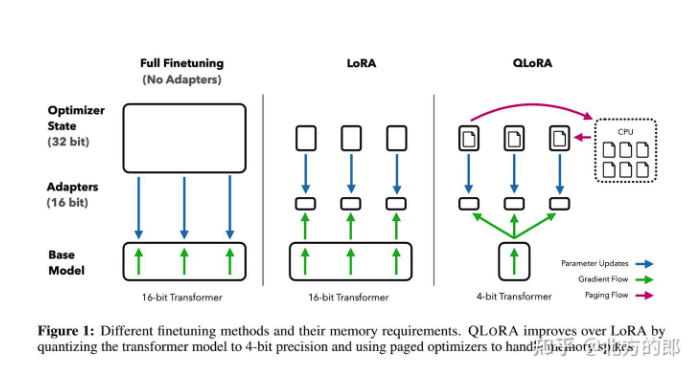 Full Finetuning
(No Adapters)
LoRA
QLoRA
Optimizer
State
(32 bit)
CPU
Adapters
(16 bit)
Base
Model
Parameter Updates
Gradient Flow
Paging Flow
16-bit Transformer
16-bit Transformer
4-bit Transformer
Figure 1: Different finetuning methods and their memory requirements. QLORA improves over LoRA by
quantizing the transformer model to 4-bit precision and using paged optimizers to handle memory spikes
知乎 @北方的郎